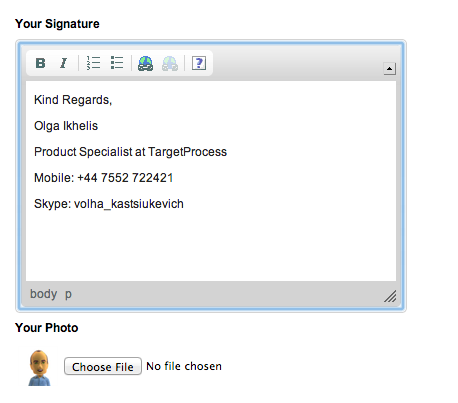 Your Signature
B I ?
Kind Regards,
Olga Ikhelis
Product Specialist at TargetProcess
Mobile: +44 7552 722421
Skype: volha_kastsiukevich
body p
Your Photo
Choose File No file chosen